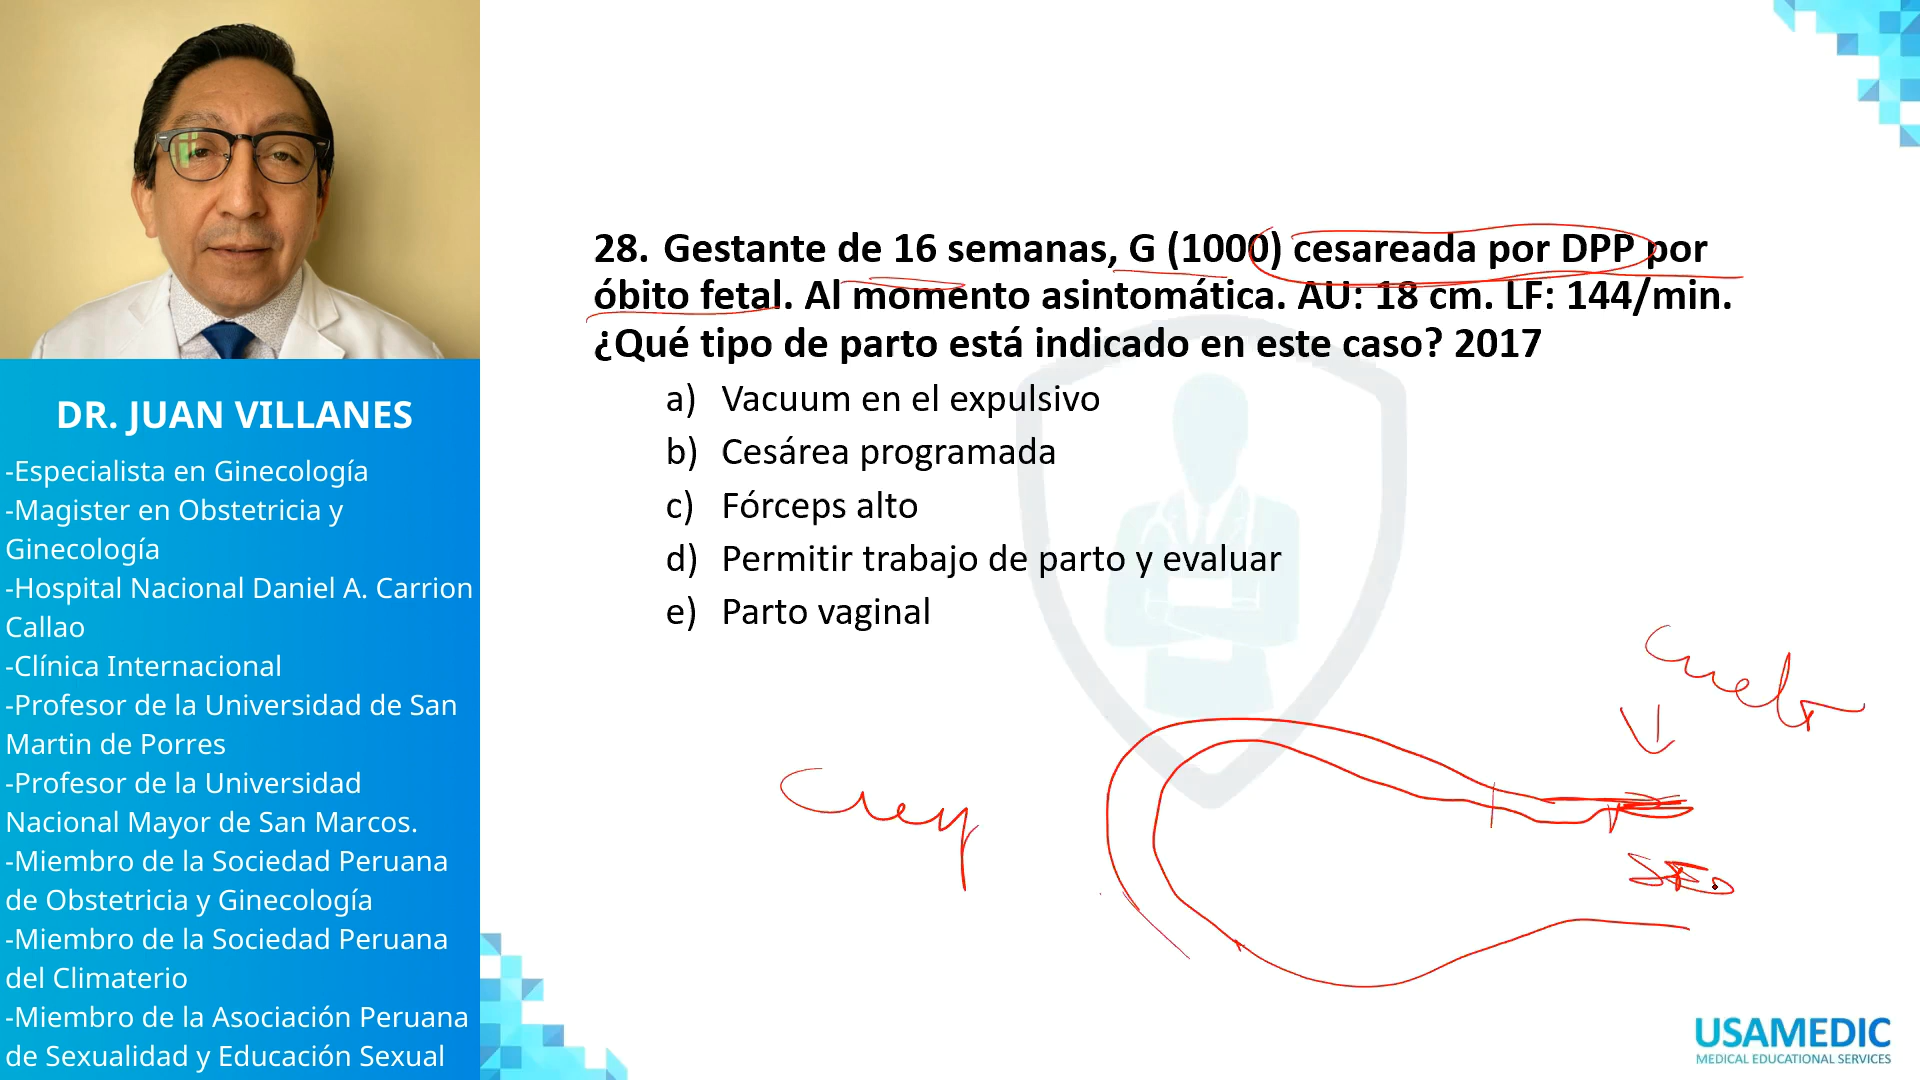 DR. JUAN VILLANES
-Especialista en Ginecología
-Magister en Obstetricia y
Ginecología
-Hospital Nacional Daniel A. Carrion
Callao
-Clínica Internacional
-Profesor de la Universidad de San
Martin de Porres
-Profesor de la Universidad
Nacional Mayor de San Marcos.
-Miembro de la Sociedad Peruana
de Obstetricia y Ginecología
-Miembro de la Sociedad Peruana
del Climaterio
-Miembro de la Asociación Peruana
de Sexualidad y Educación Sexual
28. Gestante de 16 semanas, G (1000) cesareada por DPP por
óbito fetal. Al momento asintomática. AU: 18 cm. LF: 144/min.
¿Qué tipo de parto está indicado en este caso? 2017
a) Vacuum en el expulsivo
b) Cesárea programada
c) Fórceps alto
d) Permitir trabajo de parto y evaluar
e) Parto vaginal
USAMEDIC
MEDICAL EDUCATIONAL SERVICES